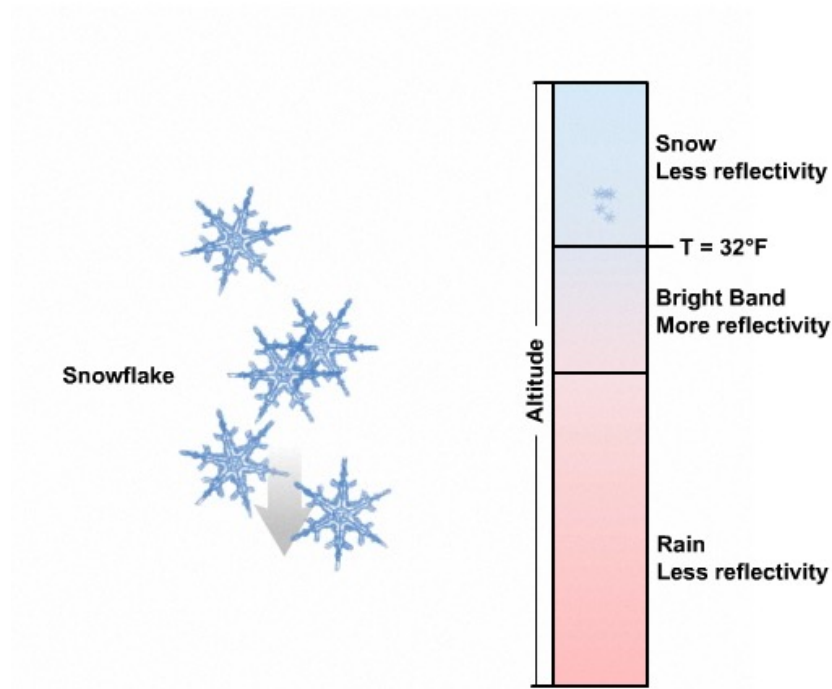 Snow
Less reflectivity
T = 32°F
Bright Band
More reflectivity
Altitude
Snowflake
Rain
Less reflectivity